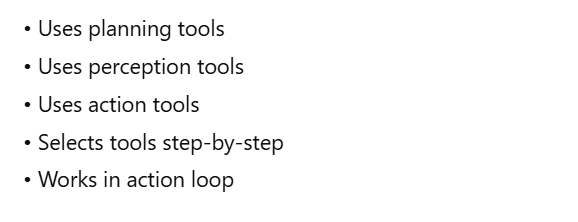 • Uses planning tools
• Uses perception tools
• Uses action tools
• Selects tools step-by-step
• Works in action loop